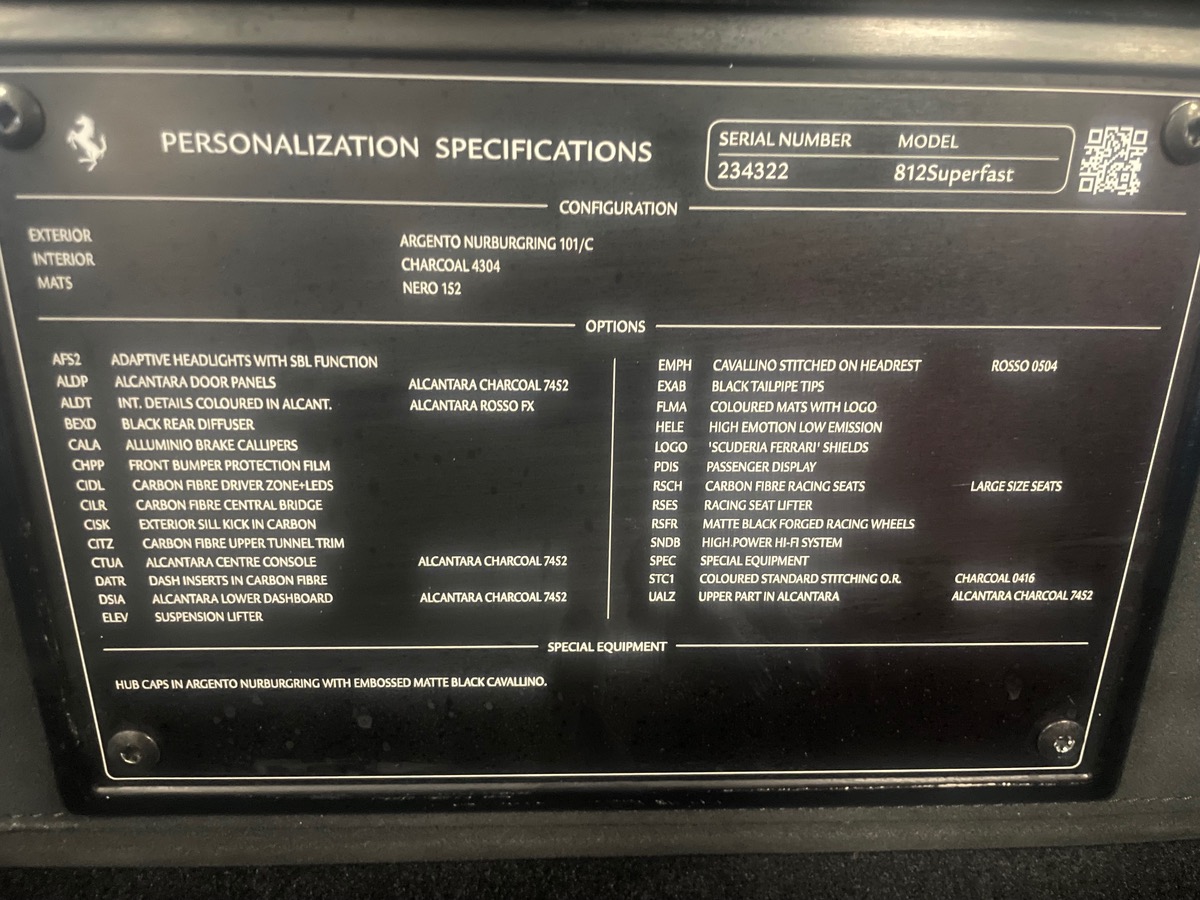 PERSONALIZATION SPECIFICATIONS
SERIAL NUMBER MODEL
234322 812Superfast
CONFIGURATION
EXTERIOR ARGENTO NURBURGRING 101/C
INTERIOR CHARCOAL 4304
MATS NERO 152
OPTIONS
AFS2 ADAPTIVE HEADLIGHTS WITH SBL FUNCTION
ALDP ALCANTARA DOOR PANELS ALCANTARA CHARCOAL 7452
ALDT INT. DETAILS COLOURED IN ALCANT. ALCANTARA ROSSO FX
BEXD BLACK REAR DIFFUSER
CALA ALLUMINIO BRAKE CALLIPERS
CHPP FRONT BUMPER PROTECTION FILM
CIDL CARBON FIBRE DRIVER ZONE+LEDS
CILR CARBON FIBRE CENTRAL BRIDGE
CISK EXTERIOR SILL KICK IN CARBON
CITZ CARBON FIBRE UPPER TUNNEL TRIM
CTUA ALCANTARA CENTRE CONSOLE ALCANTARA CHARCOAL 7452
DATR DASH INSERTS IN CARBON FIBRE
DSIA ALCANTARA LOWER DASHBOARD ALCANTARA CHARCOAL 7452
ELEV SUSPENSION LIFTER
EMPH CAVALLINO STITCHED ON HEADREST ROSSO 0504
EXAB BLACK TAILPIPE TIPS
FLMA COLOURED MATS WITH LOGO
HELE HIGH EMOTION LOW EMISSION
LOGO 'SCUDERIA FERRARI' SHIELDS
PDIS PASSENGER DISPLAY
RSCH CARBON FIBRE RACING SEATS LARGE SIZE SEATS
RSES RACING SEAT LIFTER
RSFR MATTE BLACK FORGED RACING WHEELS
SNDB HIGH POWER HI-FI SYSTEM
SPEC SPECIAL EQUIPMENT
STC1 COLOURED STANDARD STITCHING O.R. CHARCOAL 0416
UALZ UPPER PART IN ALCANTARA ALCANTARA CHARCOAL 7452
SPECIAL EQUIPMENT
HUB CAPS IN ARGENTO NURBURGRING WITH EMBOSSED MATTE BLACK CAVALLINO.